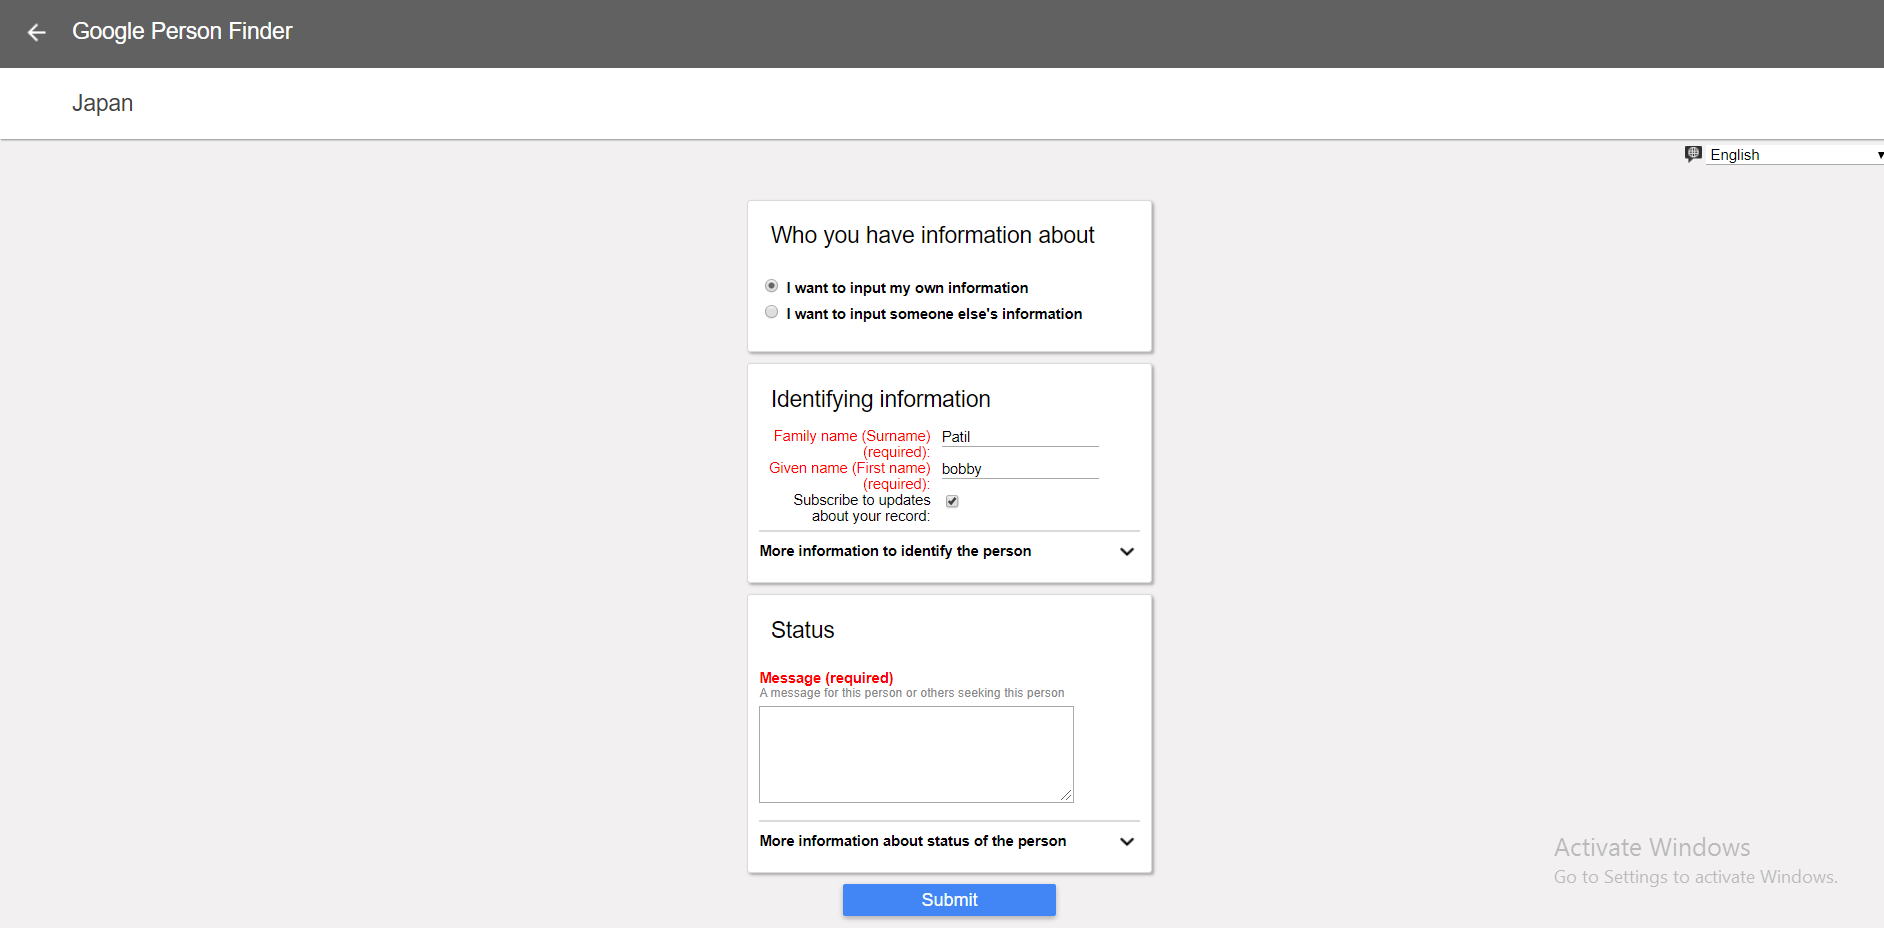 Google Person Finder
Japan
English
Who you have information about
I want to input my own information
I want to input someone else's information
Identifying information
Family name (Surname) Patil
(required):
Given name (First name) bobby
(required):
Subscribe to updates
about your record:
More information to identify the person
Status
Message (required)
A message for this person or others seeking this person
More information about status of the person
Submit
Activate Windows
Go to Settings to activate Windows.